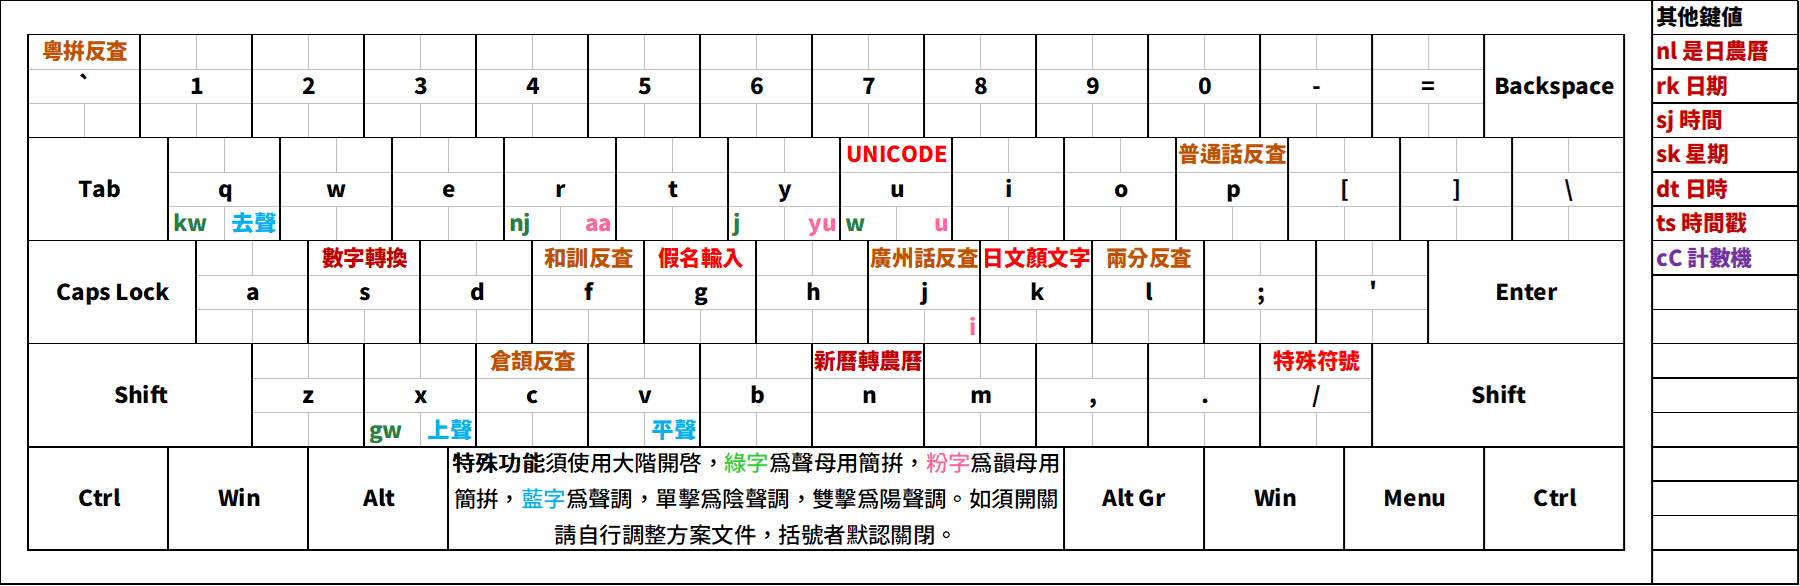 其他鍵值
粵拼反查
nl 是日農曆
` 1 2 3 4 5 6 7 8 9 0 - = Backspace
rk 日期
sj 時間
UNICODE 普通話反查
sk 星期
Tab q w e r t y u i o p [ ] \
dt 日時
kw 去聲 nj aa j yu w u
ts 時間戳
數字轉換 和訓反查 假名輸入 廣州話反查 日文顏文字 兩分反查
cC 計數機
Caps Lock a s d f g h j k l ; ' Enter
i
倉頡反查 新曆轉農曆 特殊符號
Shift z x c v b n m , . / Shift
gw 上聲 平聲
特殊功能須使用大階開啓，綠字爲聲母用簡拼，粉字爲韻母用
Ctrl Win Alt 簡拼，藍字爲聲調，單擊爲陰聲調，雙擊爲陽聲調。如須開關 Alt Gr Win Menu Ctrl
請自行調整方案文件，括號者默認關閉。